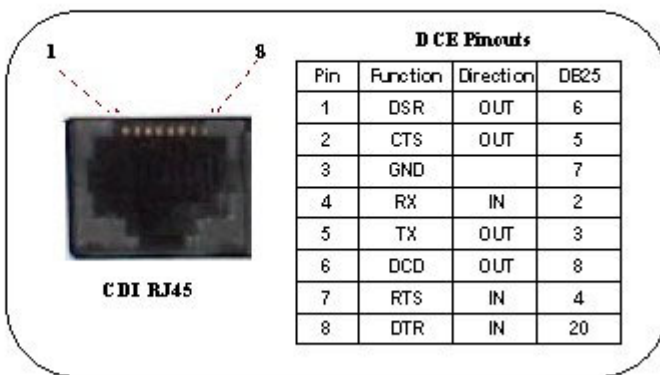 DCE Pinouts
1 8
Pin Function Direction DB25
1 DSR OUT 6
2 CTS OUT 5
3 GND 7
4 RX IN 2
5 TX OUT 3
6 DCD OUT 8
7 RTS IN 4
8 DTR IN 20
CDI RJ45